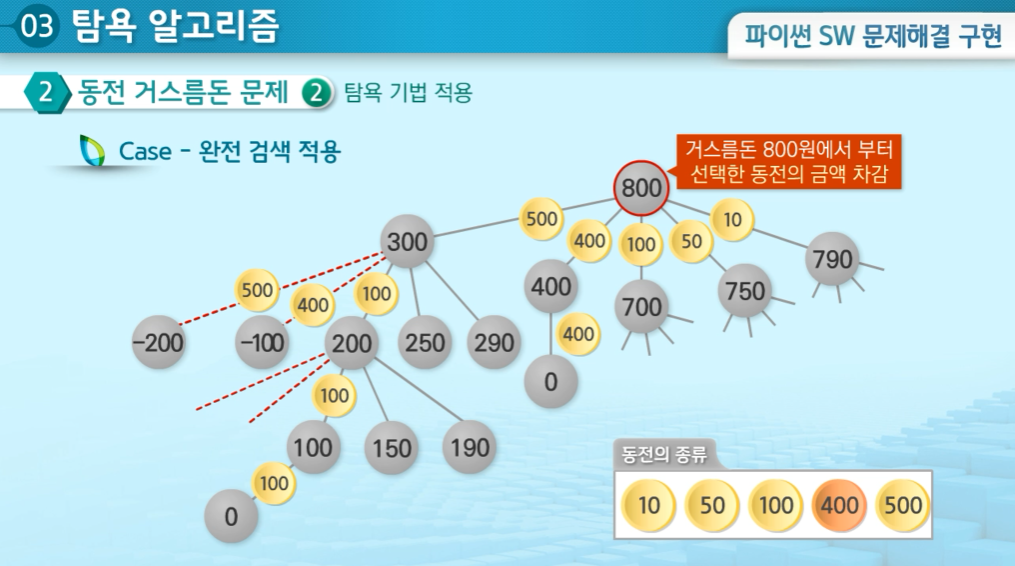 03 탐욕 알고리즘
파이썬 SW 문제해결 구현
2 동전 거스름돈 문제 2 탐욕 기법 적용
Case - 완전 검색 적용
거스름돈 800원에서 부터
선택한 동전의 금액 차감
800
500 400 100 50 10
300 400 700 750 790
500 400 100 400
-200 -100 200 250 290 0
100
100 150 190
100
0
동전의 종류
10 50 100 400 500